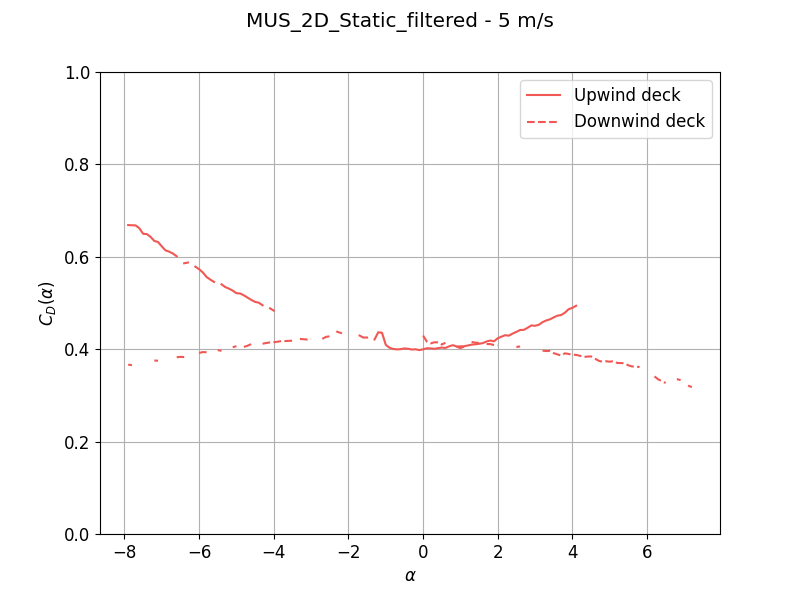 MUS_2D_Static_filtered - 5 m/s
1.0
0.8
0.6
0.4
0.2
0.0
C_D(α)
Upwind deck
Downwind deck
−8 −6 −4 −2 0 2 4 6
α